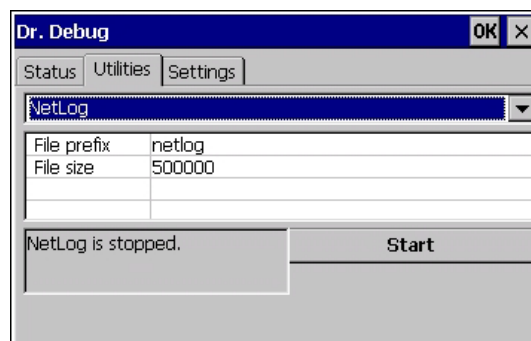 Dr. Debug OK ×
Status Utilities Settings
NetLog
File prefix netlog
File size 500000
NetLog is stopped. Start